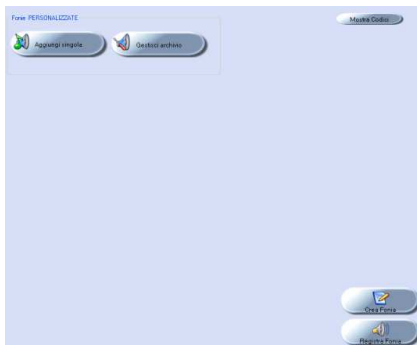 Fonie PERSONALIZZATE
Mostra Codici
Aggiungi singola
Gestisci archivio
Crea Fonia
Registra Fonia